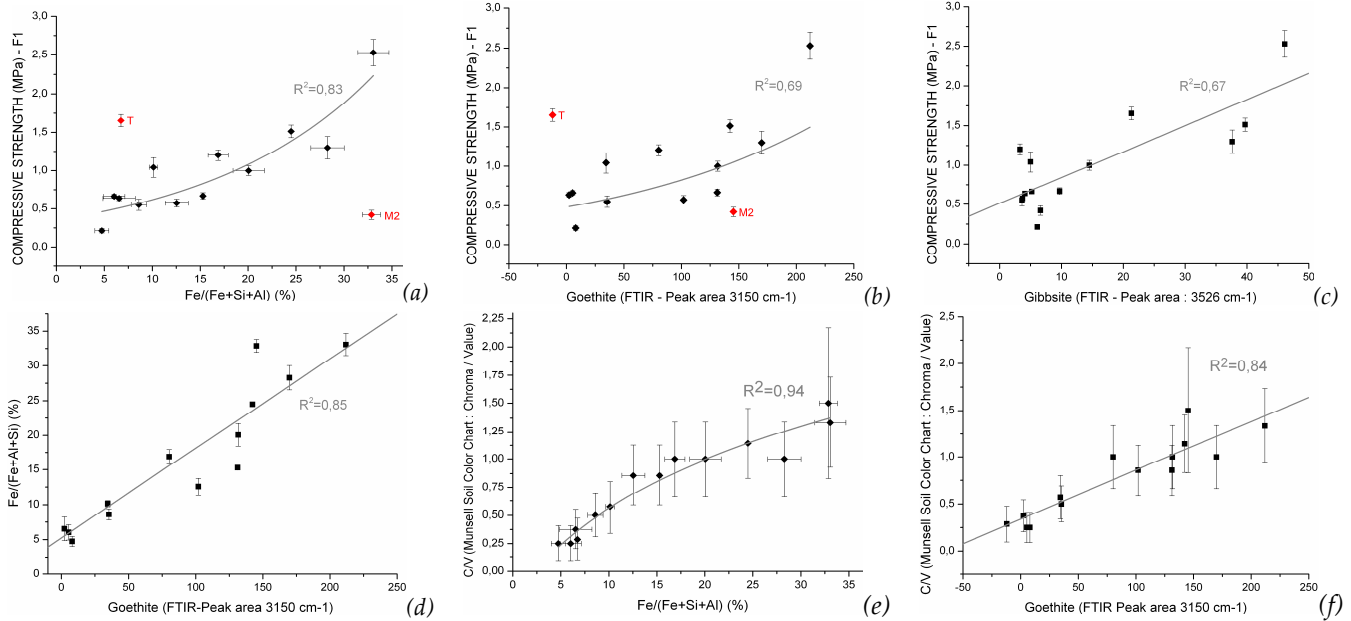 COMPRESSIVE STRENGTH (MPa) - F1
3,0
2,5
2,0
1,5
1,0
0,5
0,0
R²=0,83
T
M2
5 10 15 20 25 30 35
Fe/(Fe+Si+Al) (%)
(a)
COMPRESSIVE STRENGTH (MPa) - F1
3,0
2,5
2,0
1,5
1,0
0,5
0,0
R²=0,69
T
M2
-50 0 50 100 150 200 250
Goethite (FTIR - Peak area 3150 cm-1)
(b)
COMPRESSIVE STRENGTH (MPa) - F1
3,0
2,5
2,0
1,5
1,0
0,5
0,0
R²=0,67
0 10 20 30 40 50
Gibbsite (FTIR - Peak area : 3526 cm-1)
(c)
Fe/(Fe+Al+Si) (%)
35
30
25
20
15
10
5
0
R²=0,85
0 50 100 150 200 250
Goethite (FTIR-Peak area 3150 cm-1)
(d)
C/V (Munsell Soil Color Chart : Chroma / Value)
2,25
2,00
1,75
1,50
1,25
1,00
0,75
0,50
0,25
0,00
R²=0,94
0 5 10 15 20 25 30 35
Fe/(Fe+Si+Al) (%)
(e)
C/V (Munsell Soil Color Chart : Chroma / Value)
2,5
2,0
1,5
1,0
0,5
0,0
R²=0,84
-50 0 50 100 150 200 250
Goethite (FTIR Peak area 3150 cm-1)
(f)